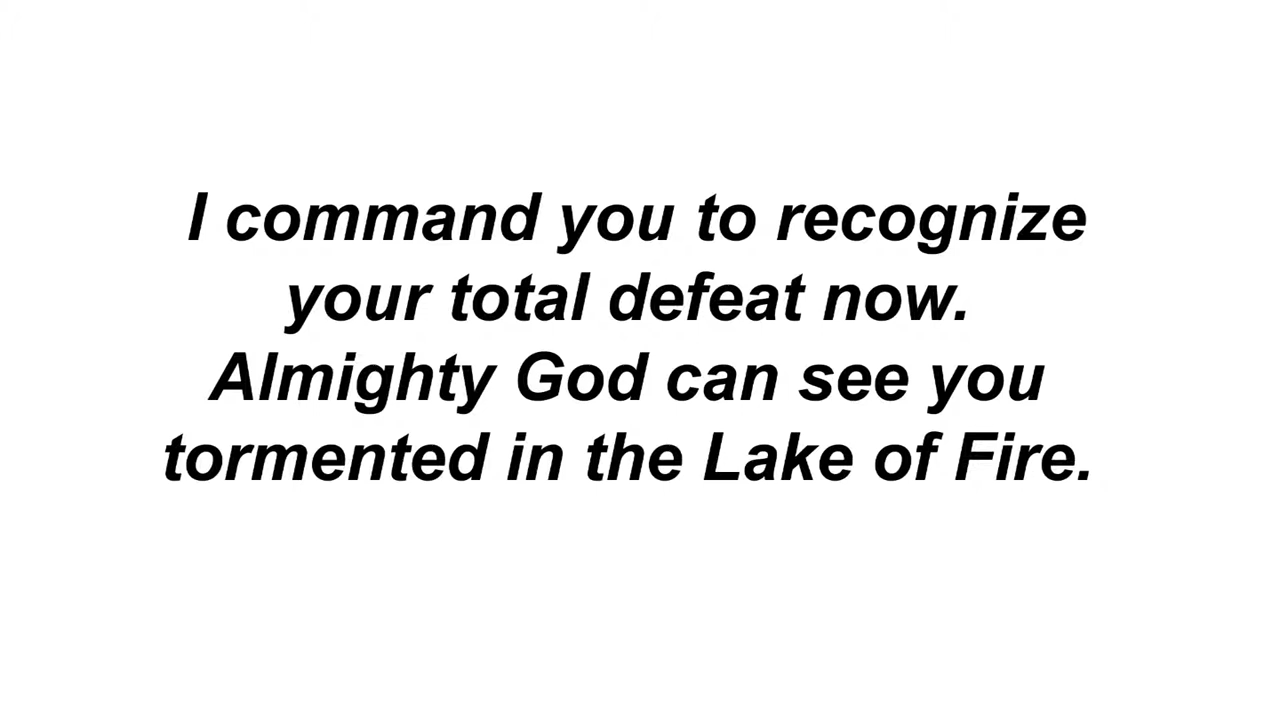 I command you to recognize
your total defeat now.
Almighty God can see you
tormented in the Lake of Fire.